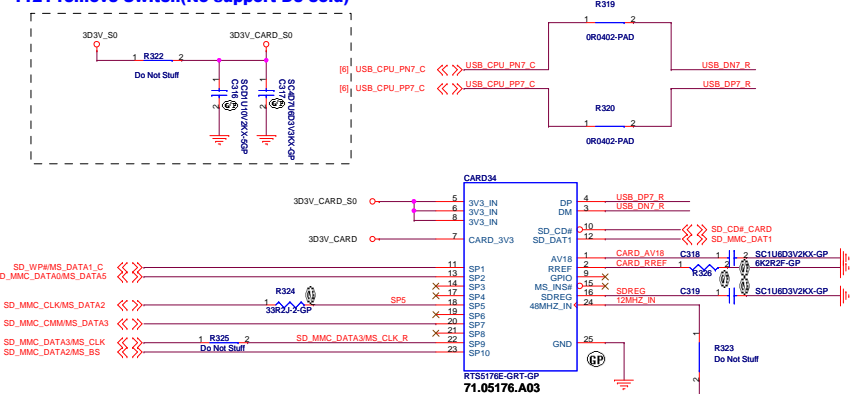 R319
3D3V_S0
3D3V_CARD_S0
1 R322 2
Do Not Stuff
C316
SCD1U10V2KX-5GP
C317
SC4D7U6D3V3KX-GP
1 2
0R0402-PAD
[6] USB_CPU_PN7_C
USB_CPU_PN7_C
USB_DN7_R
[6] USB_CPU_PP7_C
USB_CPU_PP7_C
USB_DP7_R
R320
1 2
0R0402-PAD
CARD34
3D3V_CARD_S0
5 3V3_IN
6 3V3_IN
8 3V3_IN
3D3V_CARD
7 CARD_3V3
DP 4 USB_DP7_R
DM 3 USB_DN7_R
SD_CD# 10 SD_CD#_CARD
SD_DAT1 12 SD_MMC_DAT1
AV18 1 CARD_AV18 C318 1 2 SC1U6D3V2KX-GP
RREF 2 CARD_RREF 1 R326 2 6K2R2F-GP
GPIO 9
MS_INS# 15
SDREG 16 SDREG C319 1 2 SC1U6D3V2KX-GP
48MHZ_IN 24 12MHZ_IN
GND 25
GP
SD_WP#/MS_DATA1_C 11 SP1
D_MMC_DATA0/MS_DATA5 13 SP2
14 SP3
17 SP4
SD_MMC_CLK/MS_DATA2 R324 33R2J-2-GP SP5 18 SP5
19 SP6
SD_MMC_CMM/MS_DATA3 20 SP7
21 SP8
SD_MMC_DATA3/MS_CLK 1 R325 2 SD_MMC_DATA3/MS_CLK_R 22 SP9
Do Not Stuff
SD_MMC_DATA2/MS_BS 23 SP10
R323
Do Not Stuff
1
2
RTS5176E-GRT-GP
71.05176.A03